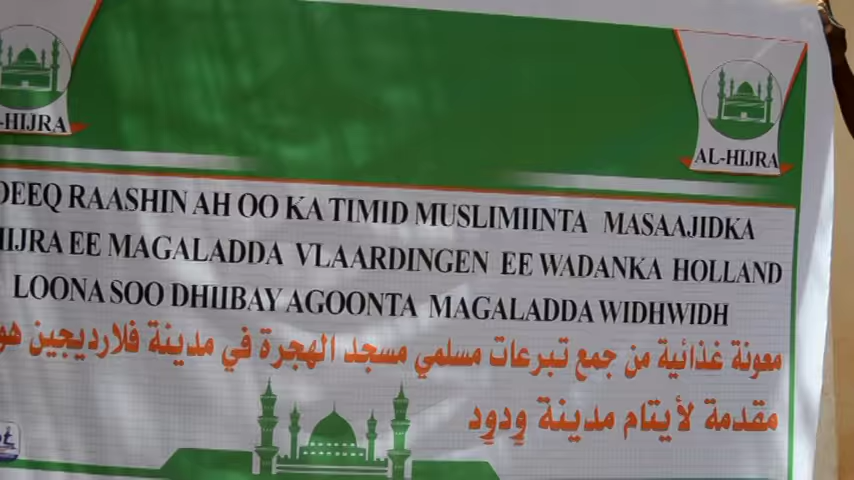 -HIJRA
AL-HIJRA
DEEQ RAASHIN AH OO KA TIMID MUSLIMIINTA MASAAJIDKA
HIJRA EE MAGALADDA VLAARDINGEN EE WADANKA HOLLAND
LOONA SOO DHIIBAY AGOONTA MAGALADDA WIDHWIDH
معونة غذائية من جمع تبرعات مسلمي مسجد الهجرة في مدينة فلارديجين هو
مقدمة لأيتام مدينة ودود